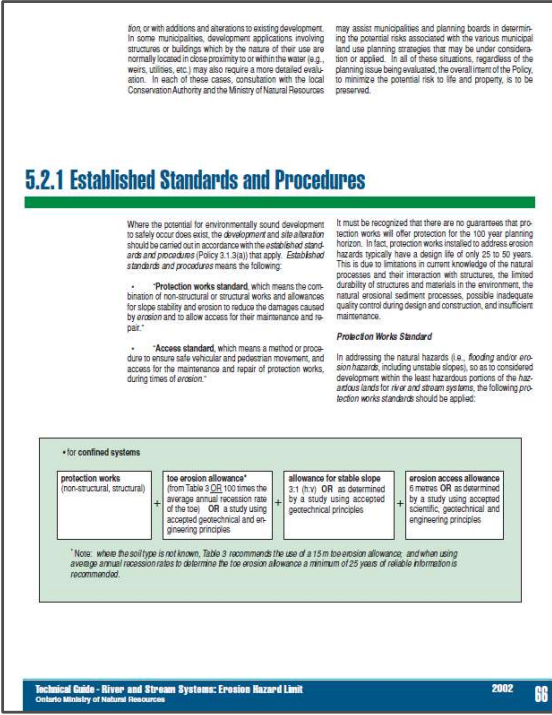 tion, or with additions and alterations to existing development.
In some municipalities, development applications involving
structures or buildings which by the nature of their use are
normally located in close proximity to or within the water (e.g.,
weirs, utilities, etc.) may also require a more detailed evalu-
ation. In each of these cases, consultation with the local
Conservation Authority and the Ministry of Natural Resources
may assist municipalities and planning boards in determin-
ing the potential risks associated with the various municipal
land use planning strategies that may be under considera-
tion or applied. In all of these situations, regardless of the
planning issue being evaluated, the overall intent of the Policy,
to minimize the potential risk to life and property, is to be
preserved.
5.2.1 Established Standards and Procedures
Where the potential for environmentally sound development
to safely occur does exist, the development and site alteration
should be carried out in accordance with the established stand-
ards and procedures (Policy 3.1.3(a)) that apply. Established
standards and procedures means the following:
• "Protection works standard, which means the com-
bination of non-structural or structural works and allowances
for slope stability and erosion to reduce the damages caused
by erosion and to allow access for their maintenance and re-
pair."
• "Access standard, which means a method or proce-
dure to ensure safe vehicular and pedestrian movement, and
access for the maintenance and repair of protection works,
during times of erosion."
It must be recognized that there are no guarantees that pro-
tection works will offer protection for the 100 year planning
horizon. In fact, protection works installed to address erosion
hazards typically have a design life of only 25 to 50 years.
This is due to limitations in current knowledge of the natural
processes and their interaction with structures, the limited
durability of structures and materials in the environment, the
natural erosional sediment processes, possible inadequate
quality control during design and construction, and insufficient
maintenance.
Protection Works Standard
In addressing the natural hazards (i.e., flooding and/or ero-
sion hazards, including unstable slopes), so as to considered
development within the least hazardous portions of the haz-
ardous lands for river and stream systems, the following pro-
tection works standards should be applied:
• for confined systems
protection works
(non-structural, structural)
+
toe erosion allowance*
(from Table 3 OR 100 times the
average annual recession rate
of the toe) OR a study using
accepted geotechnical and en-
gineering principles
+
allowance for stable slope
3:1 (h:v) OR as determined
by a study using accepted
geotechnical principles
+
erosion access allowance
6 metres OR as determined
by a study using accepted
scientific, geotechnical and
engineering principles
* Note: where the soil type is not known, Table 3 recommends the use of a 15 m toe erosion allowance; and when using
average annual recession rates to determine the toe erosion allowance a minimum of 25 years of reliable information is
recommended.
Technical Guide - River and Stream Systems: Erosion Hazard Limit
Ontario Ministry of Natural Resources
2002
66